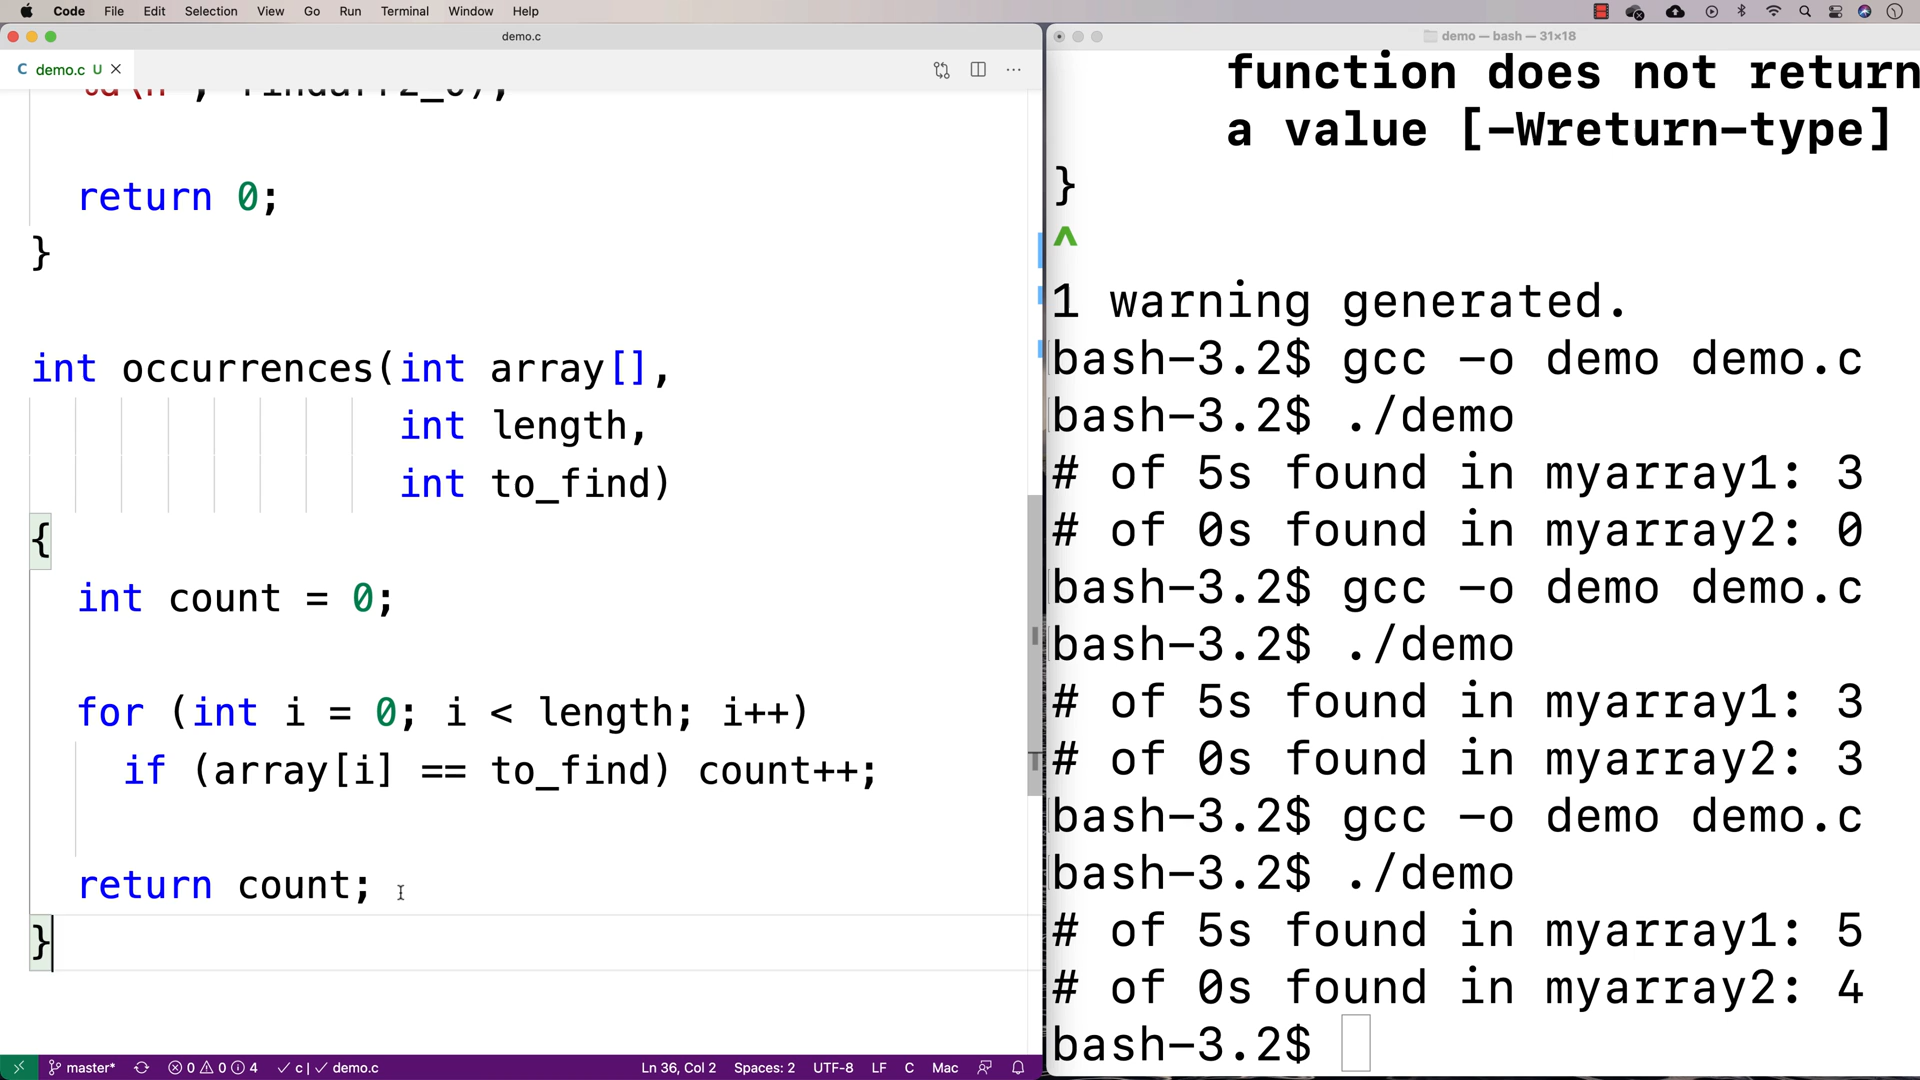 Code File Edit Selection View Go Run Terminal Window Help
demo.c
C demo.c U
return 0;
}
int occurrences(int array[],
int length,
int to_find)
{
int count = 0;
for (int i = 0; i < length; i++)
if (array[i] == to_find) count++;
return count;
}
master* 0 0 4 c | demo.c Ln 36, Col 2 Spaces: 2 UTF-8 LF C Mac
demo — bash — 31×18
function does not return
a value [-Wreturn-type]
}
^
1 warning generated.
bash-3.2$ gcc -o demo demo.c
bash-3.2$ ./demo
# of 5s found in myarray1: 3
# of 0s found in myarray2: 0
bash-3.2$ gcc -o demo demo.c
bash-3.2$ ./demo
# of 5s found in myarray1: 3
# of 0s found in myarray2: 3
bash-3.2$ gcc -o demo demo.c
bash-3.2$ ./demo
# of 5s found in myarray1: 5
# of 0s found in myarray2: 4
bash-3.2$